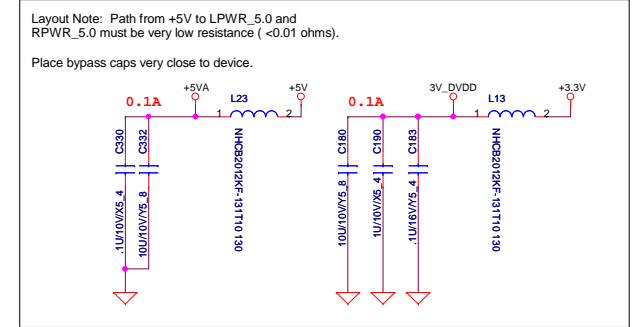 Layout Note: Path from +5V to LPWR_5.0 and
RPWR_5.0 must be very low resistance ( <0.01 ohms).
Place bypass caps very close to device.
+5VA
+5V
0.1A
L23
1
2
C330
C332
.1U/10V/X5_4
10U/10V/Y5_8
NHCB2012KF-131T10 130
3V_DVDD
+3.3V
0.1A
L13
1
2
C180
C190
C183
10U/10V/Y5_8
1U/10V/X5_4
.1U/16V/Y5_4
NHCB2012KF-131T10 130